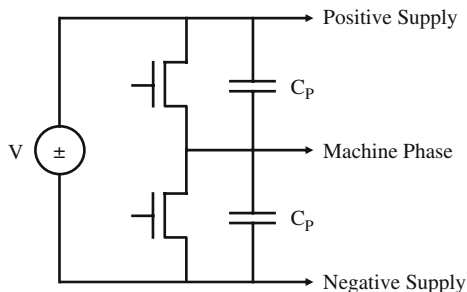 Positive Supply
C_P
V
±
Machine Phase
C_P
Negative Supply